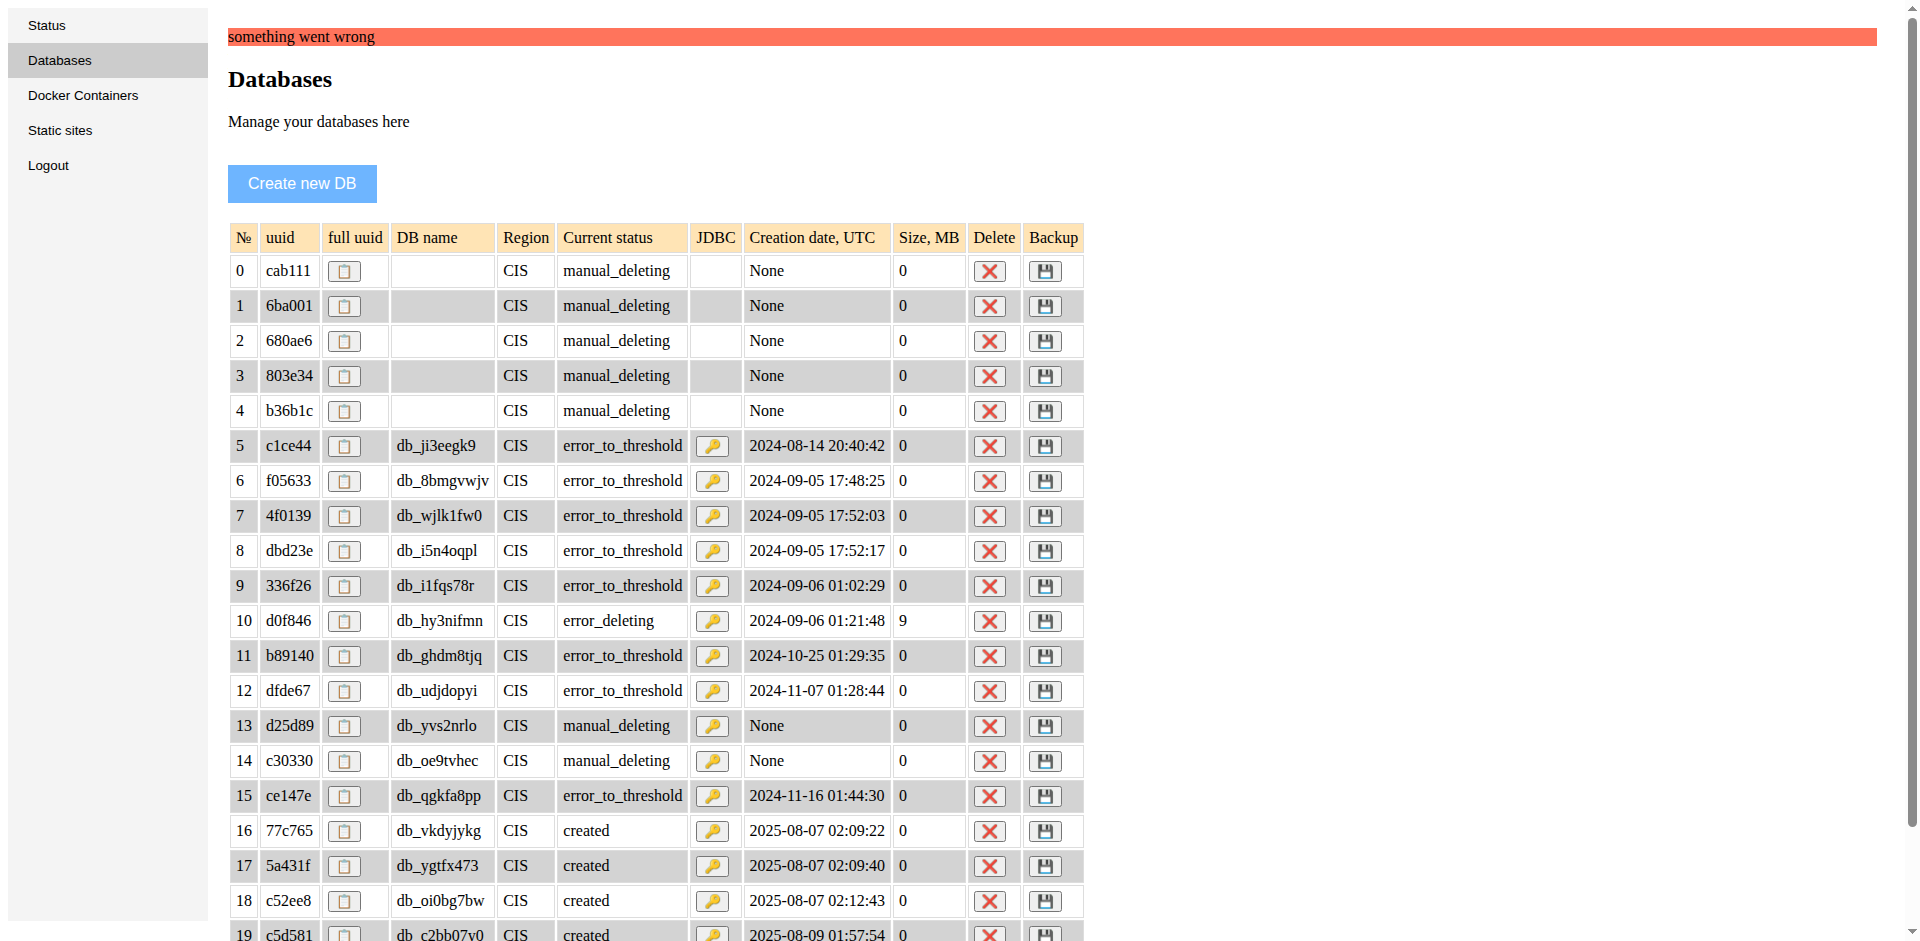 Status
Databases
Docker Containers
Static sites
Logout
something went wrong
Databases
Manage your databases here
Create new DB
№ uuid full uuid DB name Region Current status JDBC Creation date, UTC Size, MB Delete Backup
0 cab111 CIS manual_deleting None 0
1 6ba001 CIS manual_deleting None 0
2 680ae6 CIS manual_deleting None 0
3 803e34 CIS manual_deleting None 0
4 b36b1c CIS manual_deleting None 0
5 c1ce44 db_ji3eegk9 CIS error_to_threshold 2024-08-14 20:40:42 0
6 f05633 db_8bmgvwjv CIS error_to_threshold 2024-09-05 17:48:25 0
7 4f0139 db_wjlk1fw0 CIS error_to_threshold 2024-09-05 17:52:03 0
8 dbd23e db_i5n4oqpl CIS error_to_threshold 2024-09-05 17:52:17 0
9 336f26 db_i1fqs78r CIS error_to_threshold 2024-09-06 01:02:29 0
10 d0f846 db_hy3nifmn CIS error_deleting 2024-09-06 01:21:48 9
11 b89140 db_ghdm8tjq CIS error_to_threshold 2024-10-25 01:29:35 0
12 dfde67 db_udjdopyi CIS error_to_threshold 2024-11-07 01:28:44 0
13 d25d89 db_yvs2nrlo CIS manual_deleting None 0
14 c30330 db_oe9tvhec CIS manual_deleting None 0
15 ce147e db_qgkfa8pp CIS error_to_threshold 2024-11-16 01:44:30 0
16 77c765 db_vkdyjykg CIS created 2025-08-07 02:09:22 0
17 5a431f db_ygtfx473 CIS created 2025-08-07 02:09:40 0
18 c52ee8 db_oi0bg7bw CIS created 2025-08-07 02:12:43 0
19 c5d581 db_c2bb07y0 CIS created 2025-08-09 01:57:54 0